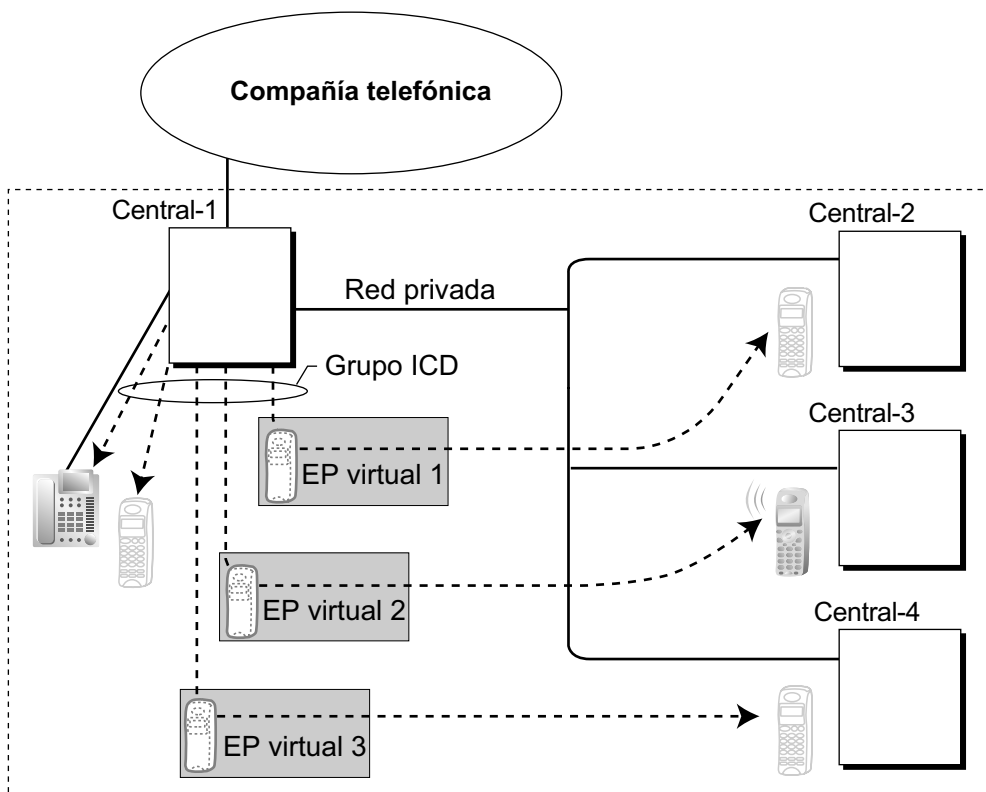 Compañía telefónica
Central-1
Central-2
Red privada
Grupo ICD
Central-3
EP virtual 1
EP virtual 2
Central-4
EP virtual 3